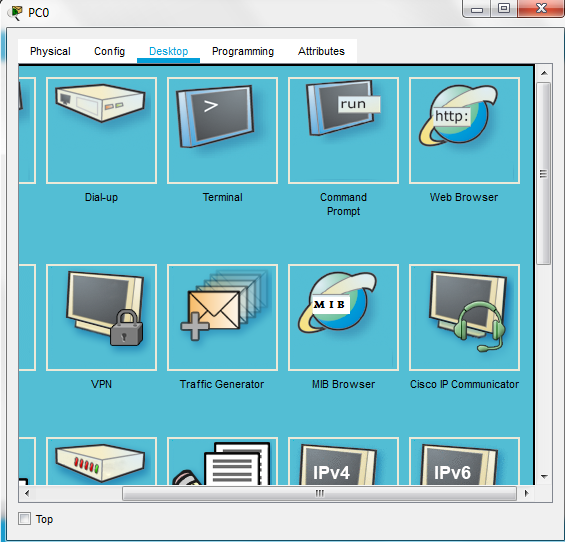 PC0
Physical Config Desktop Programming Attributes
>
run
http:
Dial-up
Terminal
Command
Prompt
Web Browser
MIB
VPN
Traffic Generator
MIB Browser
Cisco IP Communicator
IPv4
IPv6
Top